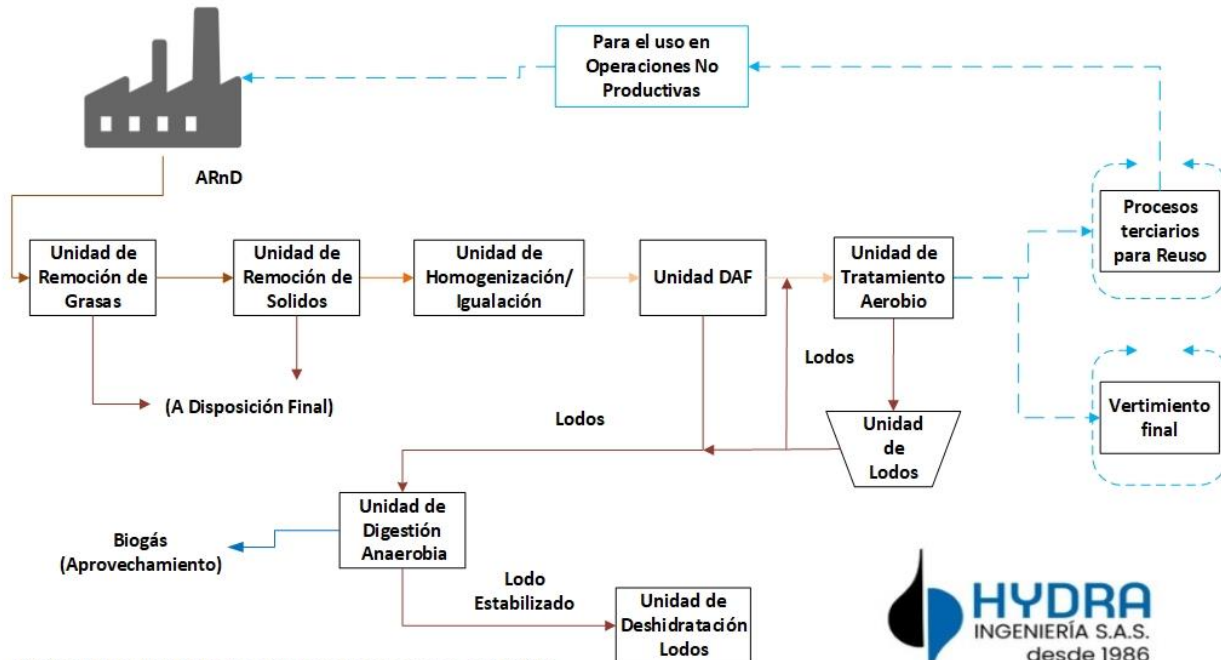 Para el uso en
Operaciones No
Productivas
ARnD
Procesos
terciarios
para Reuso
Unidad de
Remoción de
Grasas
Unidad de
Remoción de
Solidos
Unidad de
Homogenización/
Igualación
Unidad DAF
Unidad de
Tratamiento
Aerobio
Lodos
(A Disposición Final)
Lodos
Unidad
de
Lodos
Vertimiento
final
Unidad de
Digestión
Anaerobia
Biogás
(Aprovechamiento)
Lodo
Estabilizado
Unidad de
Deshidratación
Lodos
HYDRA
INGENIERÍA S.A.S.
desde 1986